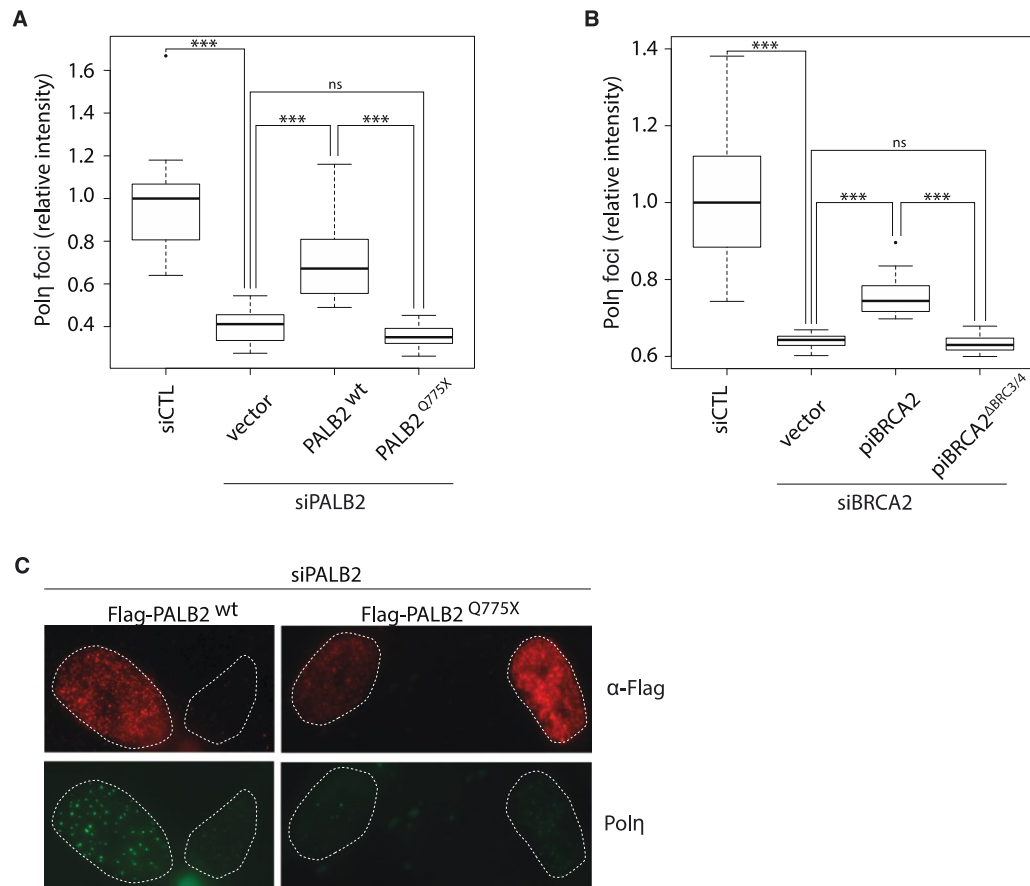 A
Polη foci (relative intensity)
1.6
1.4
1.2
1.0
0.8
0.6
0.4
***
ns
***
***
siCTL
vector
PALB2 wt
PALB2 Q775X
siPALB2
B
Polη foci (relative intensity)
1.4
1.2
1.0
0.8
0.6
***
ns
***
***
siCTL
vector
piBRCA2
piBRCA2ΔBRC3/4
siBRCA2
C
siPALB2
Flag-PALB2 wt
Flag-PALB2 Q775X
α-Flag
Polη